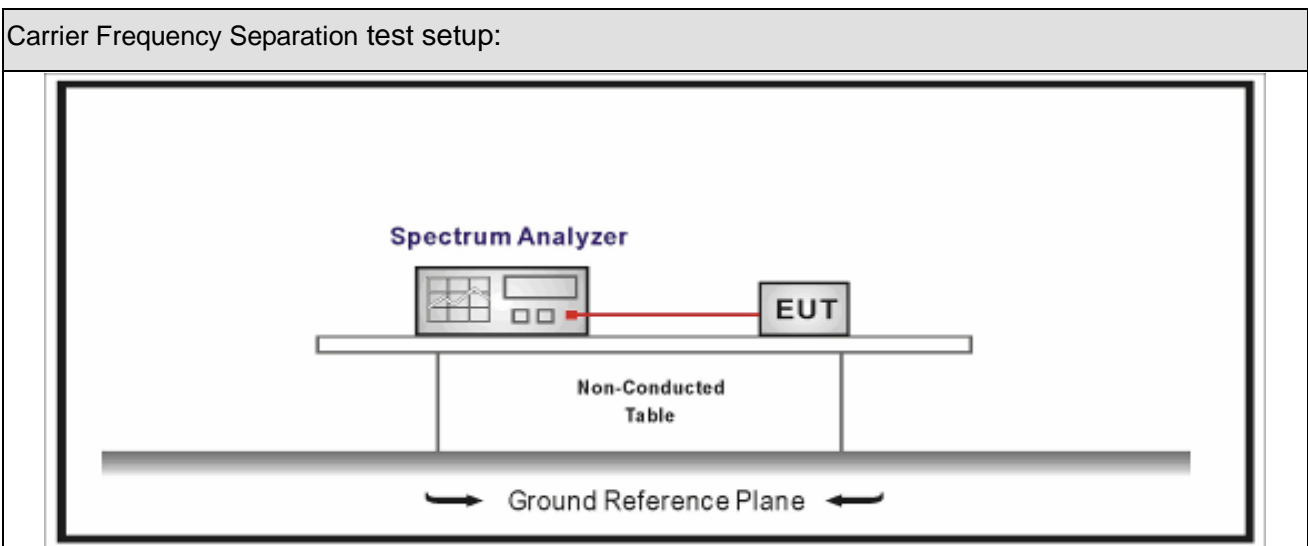 Carrier Frequency Separation test setup:
Spectrum Analyzer
EUT
Non-Conducted
Table
Ground Reference Plane